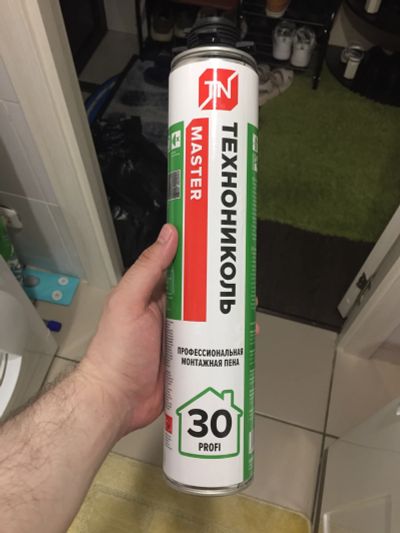 TN
ТЕХНОНИКОЛЬ
MASTER
ПРОФЕССИОНАЛЬНАЯ
МОНТАЖНАЯ ПЕНА
30
PROFI